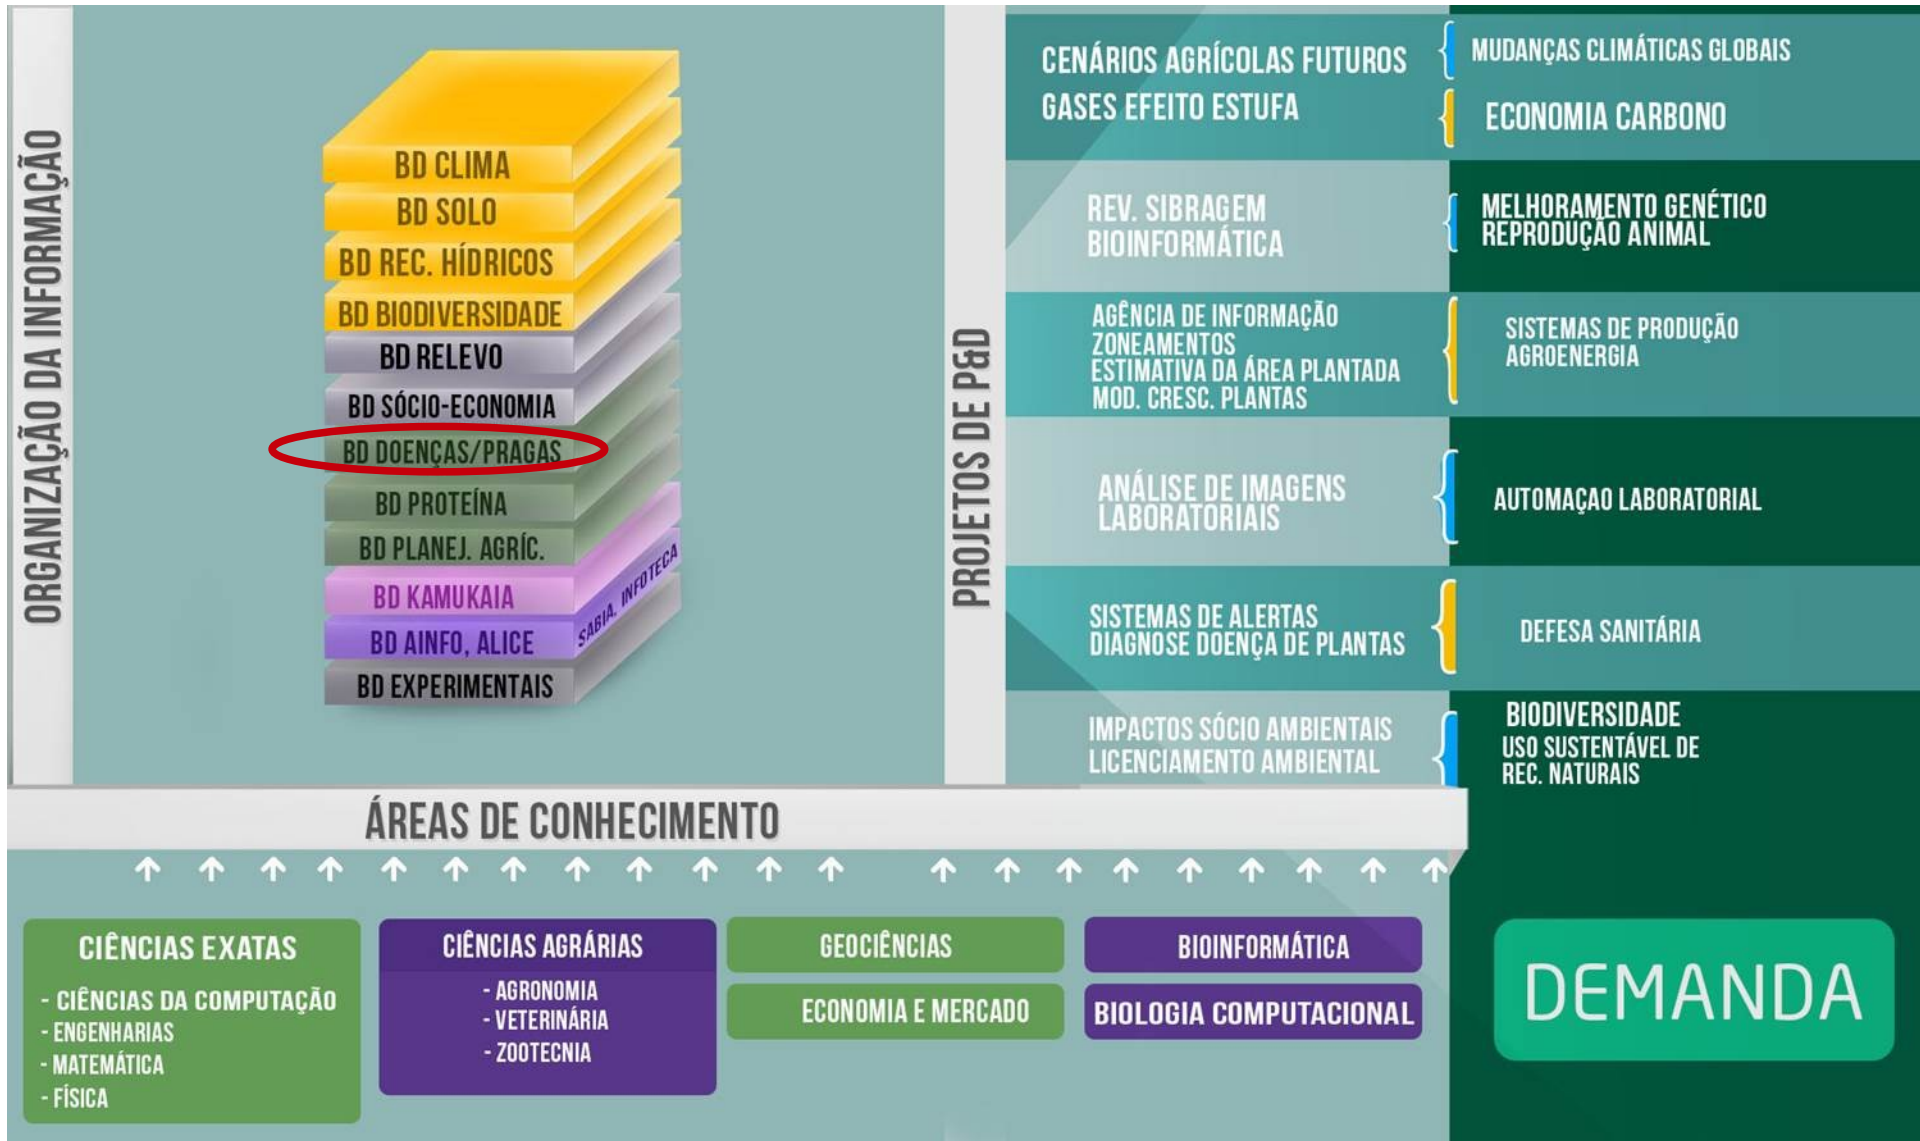 ORGANIZAÇÃO DA INFORMAÇÃO
BD CLIMA
BD SOLO
BD REC. HÍDRICOS
BD BIODIVERSIDADE
BD RELEVO
BD SÓCIO-ECONOMIA
BD DOENÇAS/PRAGAS
BD PROTEÍNA
BD PLANEJ. AGRÍC.
BD KAMUKAIA
BD AINFO, ALICE
SABIA, INFOTECA
BD EXPERIMENTAIS
PROJETOS DE P&D
CENÁRIOS AGRÍCOLAS FUTUROS
GASES EFEITO ESTUFA
MUDANÇAS CLIMÁTICAS GLOBAIS
ECONOMIA CARBONO
REV. SIBRAGEM
BIOINFORMÁTICA
MELHORAMENTO GENÉTICO
REPRODUÇÃO ANIMAL
AGÊNCIA DE INFORMAÇÃO
ZONEAMENTOS
ESTIMATIVA DA ÁREA PLANTADA
MOD. CRESC. PLANTAS
SISTEMAS DE PRODUÇÃO
AGROENERGIA
ANÁLISE DE IMAGENS
LABORATORIAIS
AUTOMAÇAO LABORATORIAL
SISTEMAS DE ALERTAS
DIAGNOSE DOENÇA DE PLANTAS
DEFESA SANITÁRIA
IMPACTOS SÓCIO AMBIENTAIS
LICENCIAMENTO AMBIENTAL
BIODIVERSIDADE
USO SUSTENTÁVEL DE
REC. NATURAIS
ÁREAS DE CONHECIMENTO
CIÊNCIAS EXATAS
- CIÊNCIAS DA COMPUTAÇÃO
- ENGENHARIAS
- MATEMÁTICA
- FÍSICA
CIÊNCIAS AGRÁRIAS
- AGRONOMIA
- VETERINÁRIA
- ZOOTECNIA
GEOCIÊNCIAS
ECONOMIA E MERCADO
BIOINFORMÁTICA
BIOLOGIA COMPUTACIONAL
DEMANDA